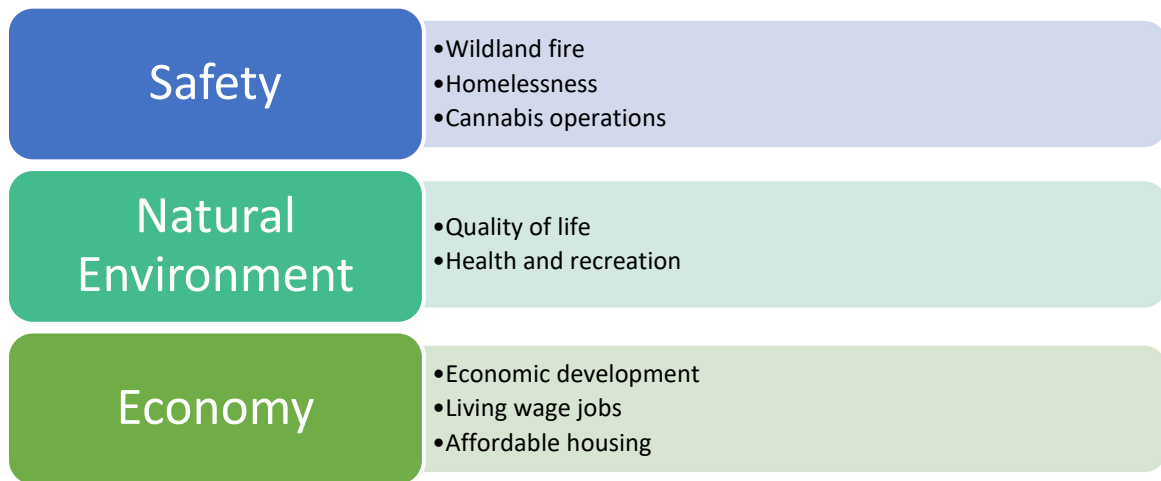 Safety
•Wildland fire
•Homelessness
•Cannabis operations
Natural
Environment
•Quality of life
•Health and recreation
Economy
•Economic development
•Living wage jobs
•Affordable housing